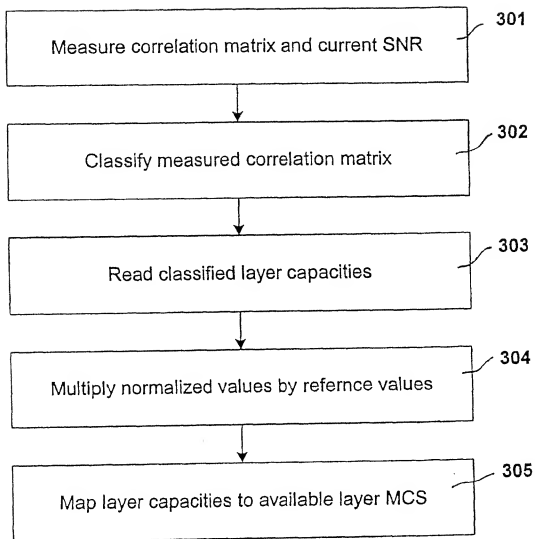 301
Measure correlation matrix and current SNR
302
Classify measured correlation matrix
303
Read classified layer capacities
304
Multiply normalized values by refernce values
305
Map layer capacities to available layer MCS